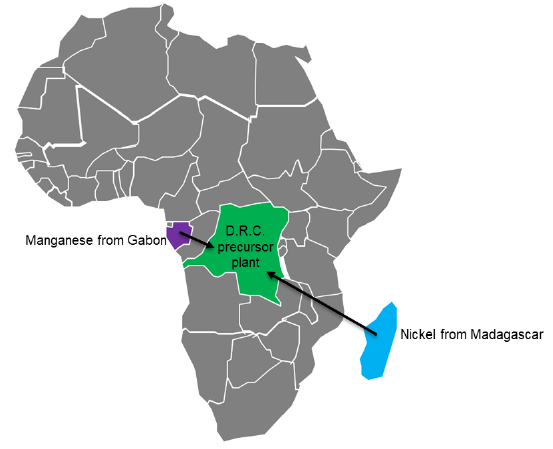 D.R.C.
precursor
plant
Manganese from Gabon
Nickel from Madagascar